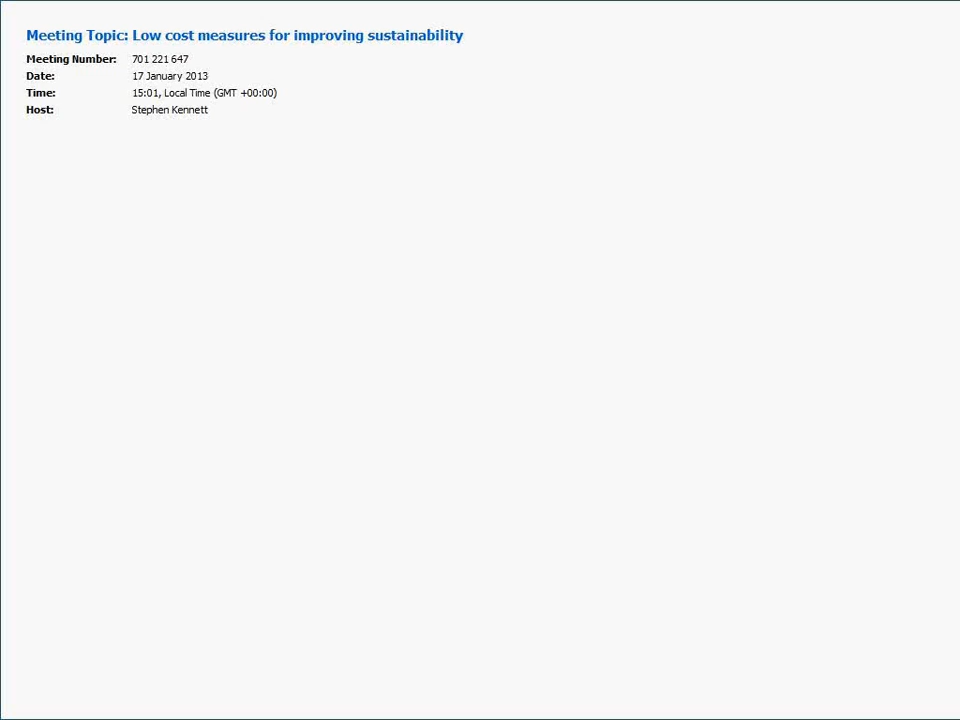 Meeting Topic: Low cost measures for improving sustainability
Meeting Number: 701 221 647
Date: 17 January 2013
Time: 15:01, Local Time (GMT +00:00)
Host: Stephen Kennett